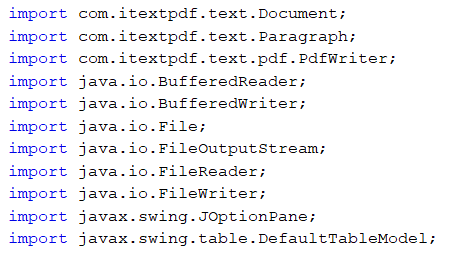 import com.itextpdf.text.Document;
import com.itextpdf.text.Paragraph;
import com.itextpdf.text.pdf.PdfWriter;
import java.io.BufferedReader;
import java.io.BufferedWriter;
import java.io.File;
import java.io.FileOutputStream;
import java.io.FileReader;
import java.io.FileWriter;
import javax.swing.JOptionPane;
import javax.swing.table.DefaultTableModel;